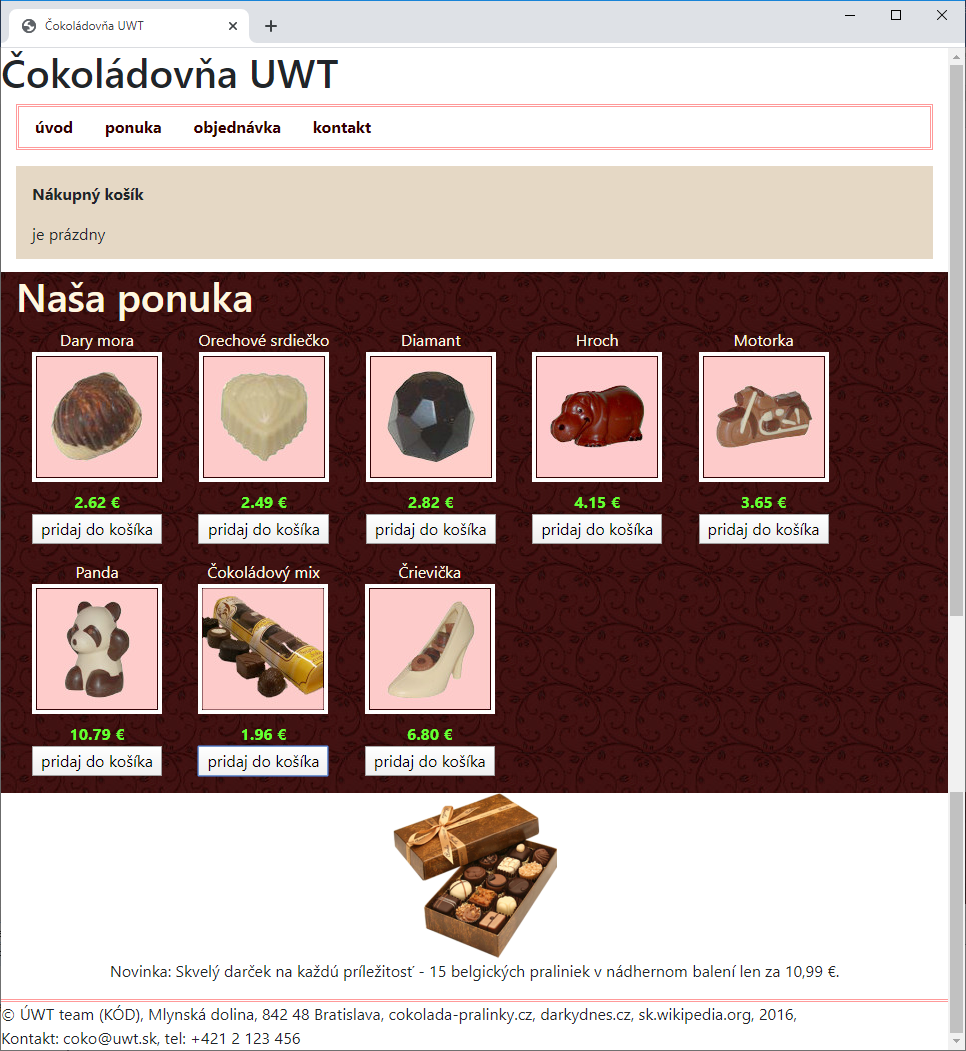 Čokoládovňa UWT
Čokoládovňa UWT
úvod ponuka objednávka kontakt
Nákupný košík
je prázdny
Naša ponuka
Dary mora Orechové srdiečko Diamant Hroch Motorka
2.62 € 2.49 € 2.82 € 4.15 € 3.65 €
pridaj do košíka pridaj do košíka pridaj do košíka pridaj do košíka pridaj do košíka
Panda Čokoládový mix Črievička
10.79 € 1.96 € 6.80 €
pridaj do košíka pridaj do košíka pridaj do košíka
Novinka: Skvelý darček na každú príležitosť - 15 belgických praliniek v nádhernom balení len za 10,99 €.
© ÚWT team (KÓD), Mlynská dolina, 842 48 Bratislava, cokolada-pralinky.cz, darkydnes.cz, sk.wikipedia.org, 2016,
Kontakt: coko@uwt.sk, tel: +421 2 123 456